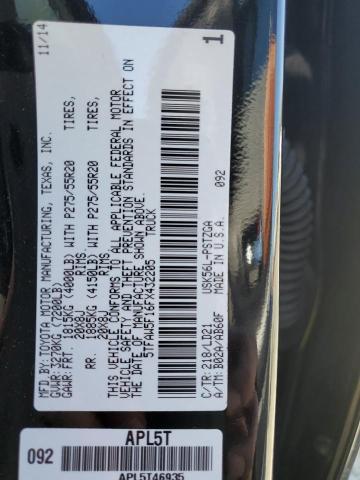 11/14
1
MFD. BY:
TOYOTA MOTOR MANUFACTURING, TEXAS, INC.
GVWR: 3270KG (7200LB)
GAWR: FRT. 1815KG (4000LB) WITH P275/55R20 TIRES,
20X8J RIMS
RR. 1885KG (4150LB) WITH P275/55R20 TIRES,
20X8J RIMS
THIS VEHICLE CONFORMS TO ALL APPLICABLE FEDERAL MOTOR
VEHICLE SAFETY AND THEFT PREVENTION STANDARDS IN EFFECT ON
THE DATE OF MANUFACTURE SHOWN ABOVE.
5TFAW5F16FX432205 TRUCK
092
C/TR: 218/LD21 USK56L-PSTZGA
A/TM: B02A/AB60F MADE IN U.S.A.
092
APL5T
APL5T46935